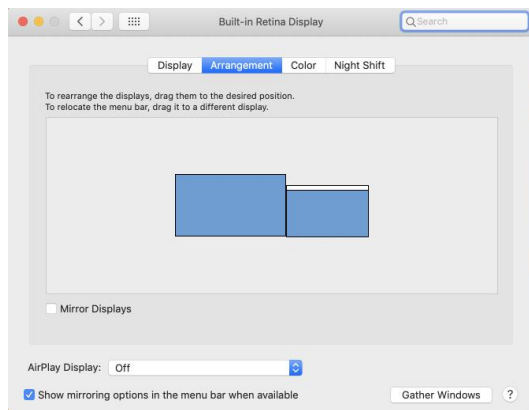 Built-in Retina Display
Search
Display Arrangement Color Night Shift
To rearrange the displays, drag them to the desired position.
To relocate the menu bar, drag it to a different display.
Mirror Displays
AirPlay Display: Off
Show mirroring options in the menu bar when available
Gather Windows ?